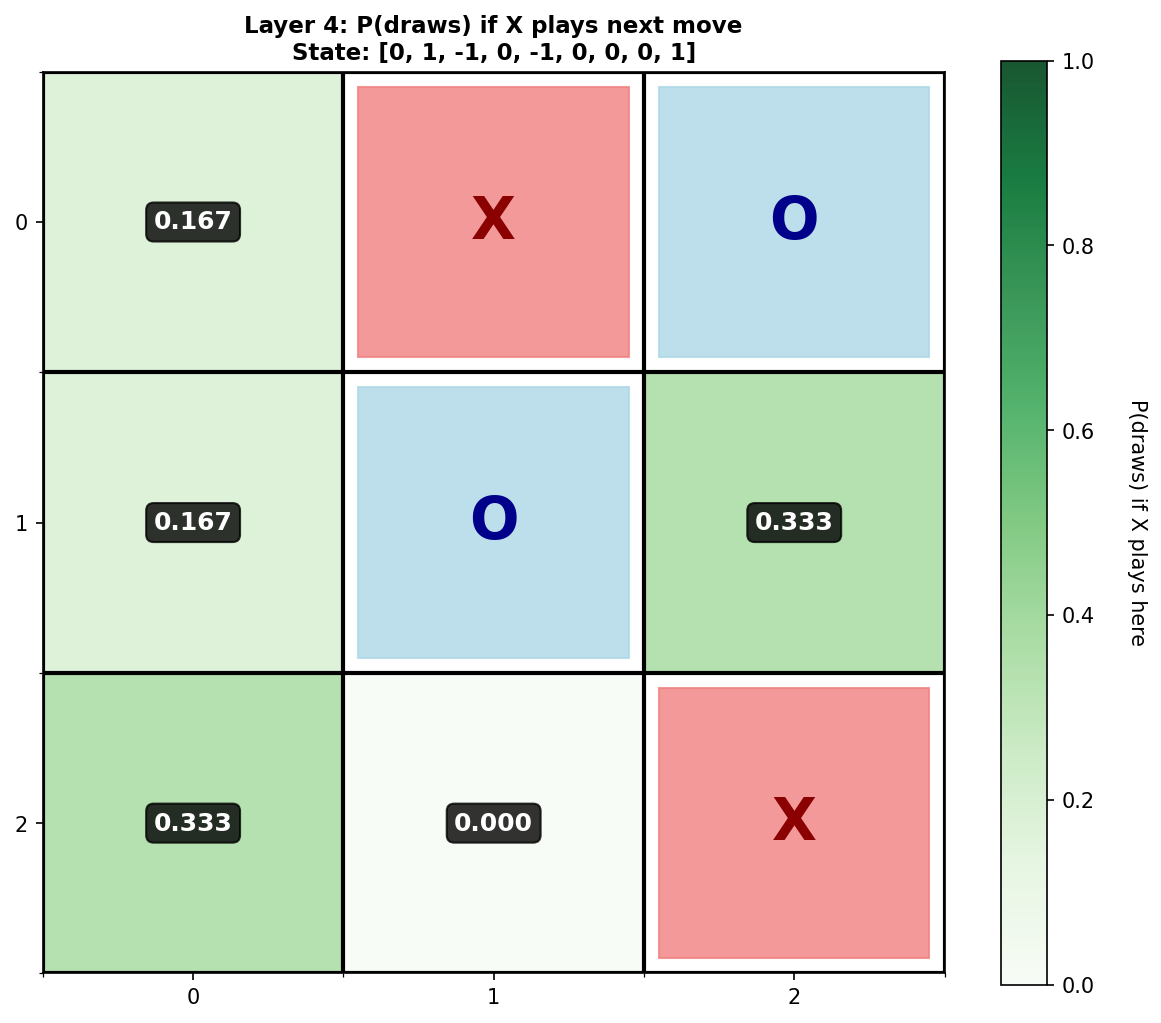 Layer 4: P(draws) if X plays next move
State: [0, 1, -1, 0, -1, 0, 0, 0, 1]
0
0.167
X
O
1
0.167
O
0.333
2
0.333
0.000
X
0
1
2
1.0
0.8
0.6
0.4
0.2
0.0
P(draws) if X plays here